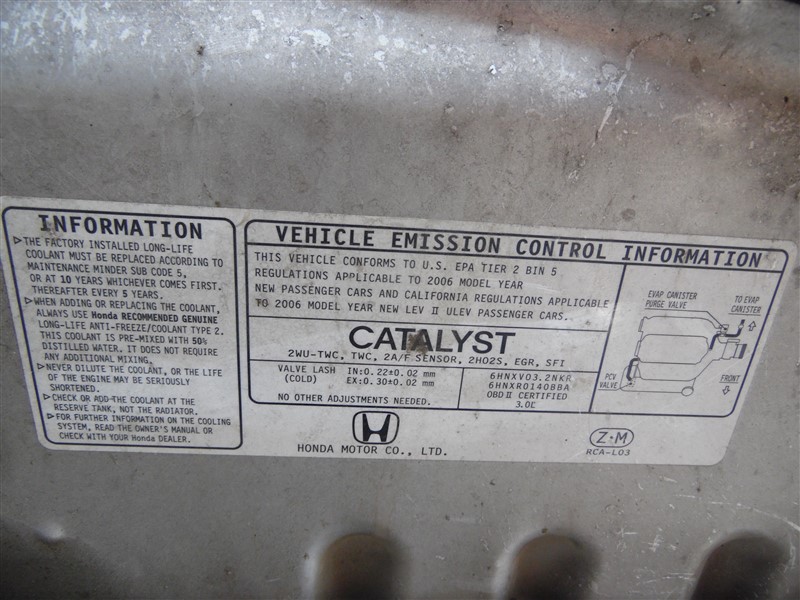 INFORMATION
▷THE FACTORY INSTALLED LONG-LIFE
COOLANT MUST BE REPLACED ACCORDING TO
MAINTENANCE MINDER SUB CODE 5,
OR AT 10 YEARS WHICHEVER COMES FIRST.
THEREAFTER EVERY 5 YEARS.
▷WHEN ADDING OR REPLACING THE COOLANT,
ALWAYS USE Honda RECOMMENDED GENUINE
LONG-LIFE ANTI-FREEZE/COOLANT TYPE 2.
THIS COOLANT IS PRE-MIXED WITH 50%
DISTILLED WATER. IT DOES NOT REQUIRE
ANY ADDITIONAL MIXING.
▷NEVER DILUTE THE COOLANT, OR THE LIFE
OF THE ENGINE MAY BE SERIOUSLY
SHORTENED.
▷CHECK OR ADD THE COOLANT AT THE
RESERVE TANK, NOT THE RADIATOR.
▷FOR FURTHER INFORMATION ON THE COOLING
SYSTEM, READ THE OWNER'S MANUAL OR
CHECK WITH YOUR Honda DEALER.
VEHICLE EMISSION CONTROL INFORMATION
THIS VEHICLE CONFORMS TO U.S. EPA TIER 2 BIN 5
REGULATIONS APPLICABLE TO 2006 MODEL YEAR
NEW PASSENGER CARS AND CALIFORNIA REGULATIONS APPLICABLE
TO 2006 MODEL YEAR NEW LEV II ULEV PASSENGER CARS.
CATALYST
2WU-TWC, TWC, 2A/F SENSOR, 2HO2S, EGR, SFI
VALVE LASH IN:0.22±0.02 mm
(COLD) EX:0.30±0.02 mm
NO OTHER ADJUSTMENTS NEEDED.
6HNXV03.2NKR
6HNXR0140BBA
OBD II CERTIFIED
EVAP CANISTER
PURGE VALVE
TO EVAP
CANISTER
PCV
VALVE
FRONT
HONDA MOTOR CO., LTD.
Z·M
RCA-L03